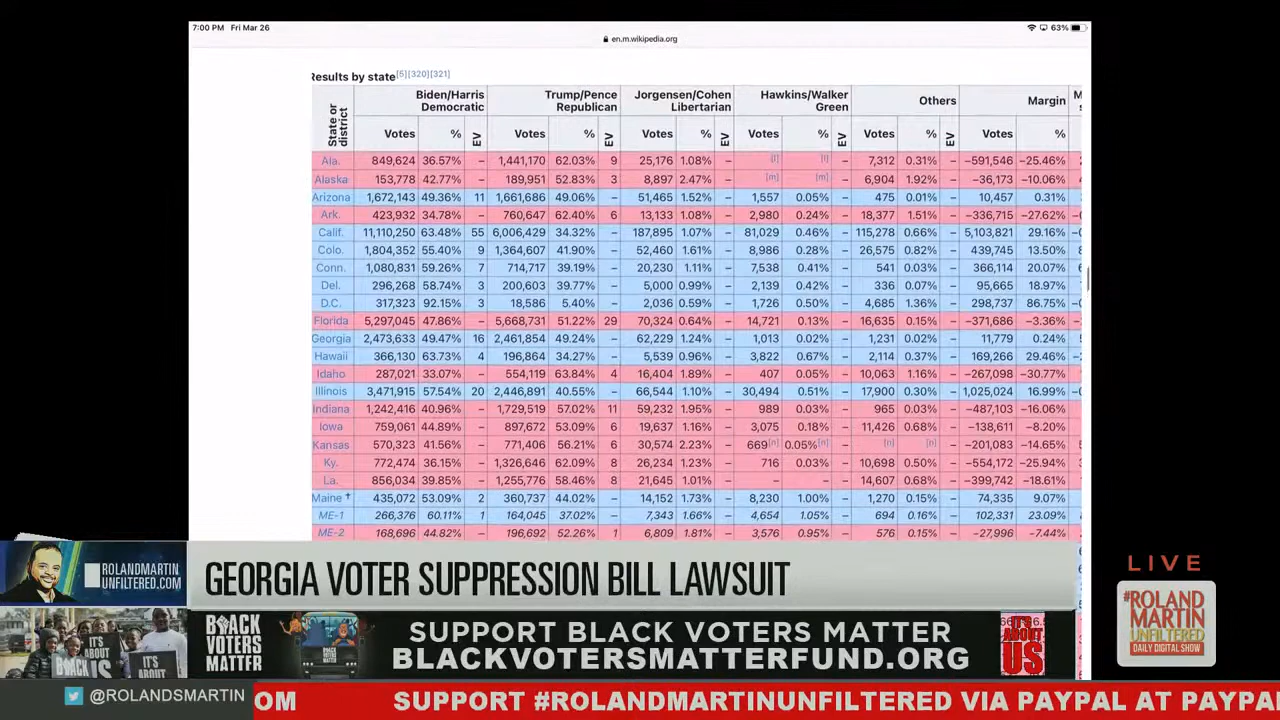 7:00 PM Fri Mar 26
63%
en.m.wikipedia.org
Results by state[5][320][321]
State or district Biden/Harris Democratic Trump/Pence Republican Jorgensen/Cohen Libertarian Hawkins/Walker Green Others Margin
Votes % EV Votes % EV Votes % EV Votes % EV Votes % EV Votes %
Ala. 849,624 36.57% – 1,441,170 62.03% 9 25,176 1.08% – [l] [l] – 7,312 0.31% – −591,546 −25.46%
Alaska 153,778 42.77% – 189,951 52.83% 3 8,897 2.47% – [m] [m] – 6,904 1.92% – −36,173 −10.06%
Arizona 1,672,143 49.36% 11 1,661,686 49.06% – 51,465 1.52% – 1,557 0.05% – 475 0.01% – 10,457 0.31%
Ark. 423,932 34.78% – 760,647 62.40% 6 13,133 1.08% – 2,980 0.24% – 18,377 1.51% – −336,715 −27.62%
Calif. 11,110,250 63.48% 55 6,006,429 34.32% – 187,895 1.07% – 81,029 0.46% – 115,278 0.66% – 5,103,821 29.16%
Colo. 1,804,352 55.40% 9 1,364,607 41.90% – 52,460 1.61% – 8,986 0.28% – 26,575 0.82% – 439,745 13.50%
Conn. 1,080,831 59.26% 7 714,717 39.19% – 20,230 1.11% – 7,538 0.41% – 541 0.03% – 366,114 20.07%
Del. 296,268 58.74% 3 200,603 39.77% – 5,000 0.99% – 2,139 0.42% – 336 0.07% – 95,665 18.97%
D.C. 317,323 92.15% 3 18,586 5.40% – 2,036 0.59% – 1,726 0.50% – 4,685 1.36% – 298,737 86.75%
Florida 5,297,045 47.86% – 5,668,731 51.22% 29 70,324 0.64% – 14,721 0.13% – 16,635 0.15% – −371,686 −3.36%
Georgia 2,473,633 49.47% 16 2,461,854 49.24% – 62,229 1.24% – 1,013 0.02% – 1,231 0.02% – 11,779 0.24%
Hawaii 366,130 63.73% 4 196,864 34.27% – 5,539 0.96% – 3,822 0.67% – 2,114 0.37% – 169,266 29.46%
Idaho 287,021 33.07% – 554,119 63.84% 4 16,404 1.89% – 407 0.05% – 10,063 1.16% – −267,098 −30.77%
Illinois 3,471,915 57.54% 20 2,446,891 40.55% – 66,544 1.10% – 30,494 0.51% – 17,900 0.30% – 1,025,024 16.99%
Indiana 1,242,416 40.96% – 1,729,519 57.02% 11 59,232 1.95% – 989 0.03% – 965 0.03% – −487,103 −16.06%
Iowa 759,061 44.89% – 897,672 53.09% 6 19,637 1.16% – 3,075 0.18% – 11,426 0.68% – −138,611 −8.20%
Kansas 570,323 41.56% – 771,406 56.21% 6 30,574 2.23% – 669[n] 0.05%[n] – [n] [n] – −201,083 −14.65%
Ky. 772,474 36.15% – 1,326,646 62.09% 8 26,234 1.23% – 716 0.03% – 10,698 0.50% – −554,172 −25.94%
La. 856,034 39.85% – 1,255,776 58.46% 8 21,645 1.01% – – – – 14,607 0.68% – −399,742 −18.61%
Maine † 435,072 53.09% 2 360,737 44.02% – 14,152 1.73% – 8,230 1.00% – 1,270 0.15% – 74,335 9.07%
ME-1 266,376 60.11% 1 164,045 37.02% – 7,343 1.66% – 4,654 1.05% – 694 0.16% – 102,331 23.09%
ME-2 168,696 44.82% – 196,692 52.26% 1 6,809 1.81% – 3,576 0.95% – 576 0.15% – −27,996 −7.44%
ROLANDMARTIN
UNFILTERED.COM
GEORGIA VOTER SUPPRESSION BILL LAWSUIT
LIVE
#ROLAND
MARTIN
UNFILTERED
DAILY DIGITAL SHOW
IT'S
ABOUT
US
IT'S
BLACK
VOTERS
MATTER
SUPPORT BLACK VOTERS MATTER
BLACKVOTERSMATTERFUND.ORG
IT'S
ABOUT
US
@ROLANDSMARTIN
OM SUPPORT #ROLANDMARTINUNFILTERED VIA PAYPAL AT PAYPA